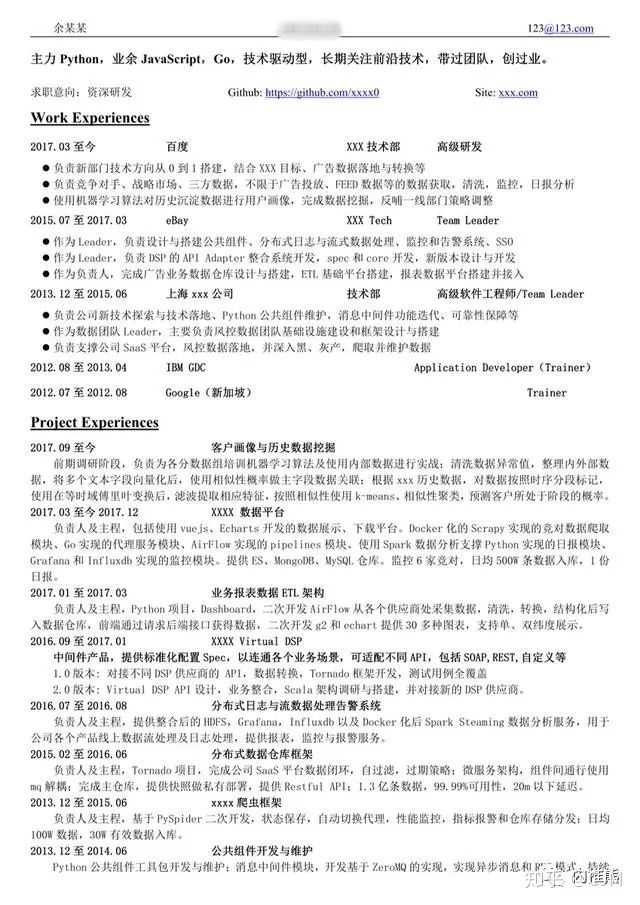 余某某 123@123.com
主力 Python，业余 JavaScript，Go，技术驱动型，长期关注前沿技术，带过团队，创过业。
求职意向：资深研发 Github: https://github.com/xxxx0 Site: xxx.com
Work Experiences
2017.03 至今 百度 XXX 技术部 高级研发
● 负责新部门技术方向从 0 到 1 搭建，结合 XXX 目标、广告数据落地与转换等
● 负责竞争对手、战略市场、三方数据，不限于广告投放、FEED 数据等的数据获取，清洗，监控，日报分析
● 使用机器学习算法对历史沉淀数据进行用户画像，完成数据挖掘，反哺一线部门策略调整
2015.07 至 2017.03 eBay XXX Tech Team Leader
● 作为 Leader，负责设计与搭建公共组件、分布式日志与流式数据处理、监控和告警系统、SSO
● 作为 Leader，负责 DSP 的 API Adapter 整合系统开发，spec 和 core 开发，新版本设计与开发
● 作为负责人，完成广告业务数据仓库设计与搭建，ETL 基础平台搭建，报表数据平台搭建并接入
2013.12 至 2015.06 上海 xxx 公司 技术部 高级软件工程师/Team Leader
● 负责公司新技术探索与技术落地、Python 公共组件维护，消息中间件功能迭代、可靠性保障等
● 作为数据团队 Leader，主要负责风控数据团队基础设施建设和框架设计与搭建
● 负责支撑公司 SaaS 平台，风控数据落地，并深入黑、灰产，爬取并维护数据
2012.08 至 2013.04 IBM GDC Application Developer（Trainer）
2012.07 至 2012.08 Google（新加坡） Trainer
Project Experiences
2017.09 至今 客户画像与历史数据挖掘
前期调研阶段，负责为各分数据组培训机器学习算法及使用内部数据进行实战；清洗数据异常值，整理内外部数
据，将多个文本字段向量化后，使用相似性概率做主字段数据关联；根据 xxx 历史数据，对数据按照时序分段标记，
使用在等时域傅里叶变换后，滤波提取相应特征，按照相似性使用 k-means、相似性聚类，预测客户所处于阶段的概率。
2017.03 至今 2017.12 XXXX 数据平台
负责人及主程，包括使用 vuejs、Echarts 开发的数据展示、下载平台。Docker 化的 Scrapy 实现的竞对数据爬取
模块、Go 实现的代理服务模块、AirFlow 实现的 pipelines 模块、使用 Spark 数据分析支撑 Python 实现的日报模块、
Grafana 和 Influxdb 实现的监控模块。提供 ES、MongoDB、MySQL 仓库。监控 6 家竞对，日均 500W 条数据入库，1 份
日报。
2017.01 至 2017.03 业务报表数据 ETL 架构
负责人及主程，Python 项目，Dashboard，二次开发 AirFlow 从各个供应商处采集数据，清洗，转换，结构化后写
入数据仓库，前端通过请求后端接口获得数据，二次开发 g2 和 echart 提供 30 多种图表，支持单、双纬度展示。
2016.09 至 2017.01 XXXX Virtual DSP
中间件产品，提供标准化配置 Spec，以连通各个业务场景，可适配不同 API，包括 SOAP,REST,自定义等
1.0 版本: 对接不同 DSP 供应商的 API，数据转换，Tornado 框架开发，测试用例全覆盖
2.0 版本: Virtual DSP API 设计，业务整合，Scala 架构调研与搭建，并对接新的 DSP 供应商。
2016.07 至 2016.08 分布式日志与流数据处理告警系统
负责人及主程，提供整合后的 HDFS，Grafana，Influxdb 以及 Docker 化后 Spark Steaming 数据分析服务，用于
公司各个产品线上数据流处理及日志处理，提供报表，监控与报警服务。
2015.02 至 2016.06 分布式数据仓库框架
负责人及主程，Tornado 项目，完成公司 SaaS 平台数据闭环，自过滤，过期策略；微服务架构，组件间通行使用
mq 解耦；完成主仓库，提供快照做私有部署，提供 Restful API；1.3 亿条数据，99.99%可用性，20m 以下延迟。
2013.12 至 2015.06 xxxx 爬虫框架
负责人及主程，基于 PySpider 二次开发，状态保存，自动切换代理，性能监控，指标报警和仓库存储分发；日均
100W 数据，30W 有效数据入库。
2013.12 至 2014.06 公共组件开发与维护
Python 公共组件工具包开发与维护；消息中间件模块，开发基于 ZeroMQ 的实现，实现异步消息和 模式，持续
知乎